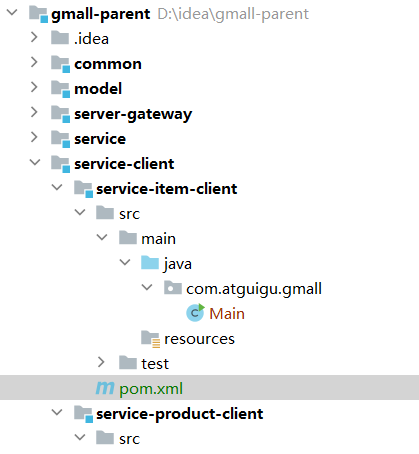 gmall-parent D:\idea\gmall-parent
.idea
common
model
server-gateway
service
service-client
service-item-client
src
main
java
com.atguigu.gmall
Main
resources
test
pom.xml
service-product-client
src